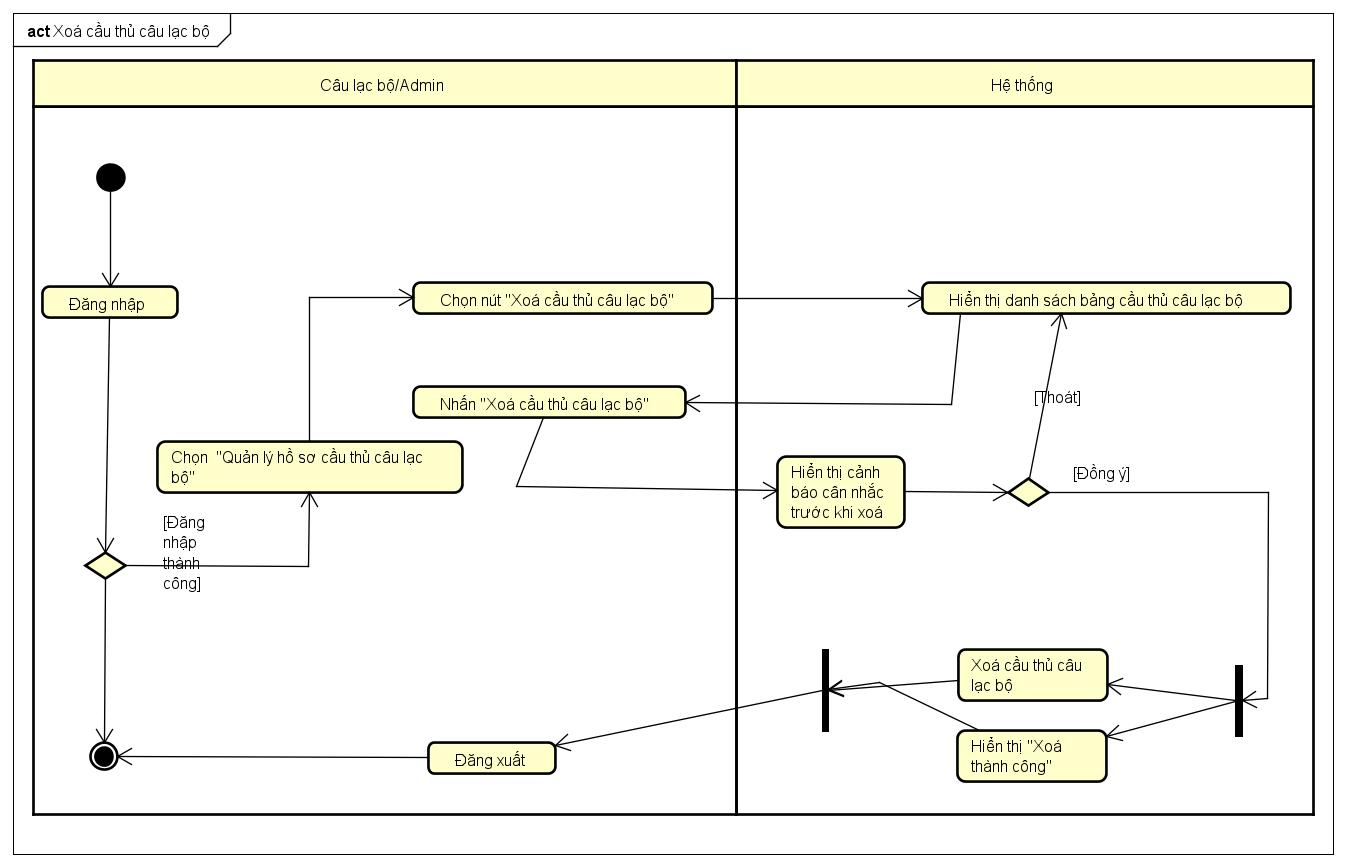 act Xoá cầu thủ câu lạc bộ
Câu lạc bộ/Admin
Hệ thống
Đăng nhập
Chọn nút "Xoá cầu thủ câu lạc bộ"
Hiển thị danh sách bảng cầu thủ câu lạc bộ
Nhấn "Xoá cầu thủ câu lạc bộ"
[Thoát]
Chọn "Quản lý hồ sơ cầu thủ câu lạc
bộ"
Hiển thị cảnh
báo cân nhắc
trước khi xoá
[Đồng ý]
[Đăng
nhập
thành
công]
Xoá cầu thủ câu
lạc bộ
Hiển thị "Xoá
thành công"
Đăng xuất